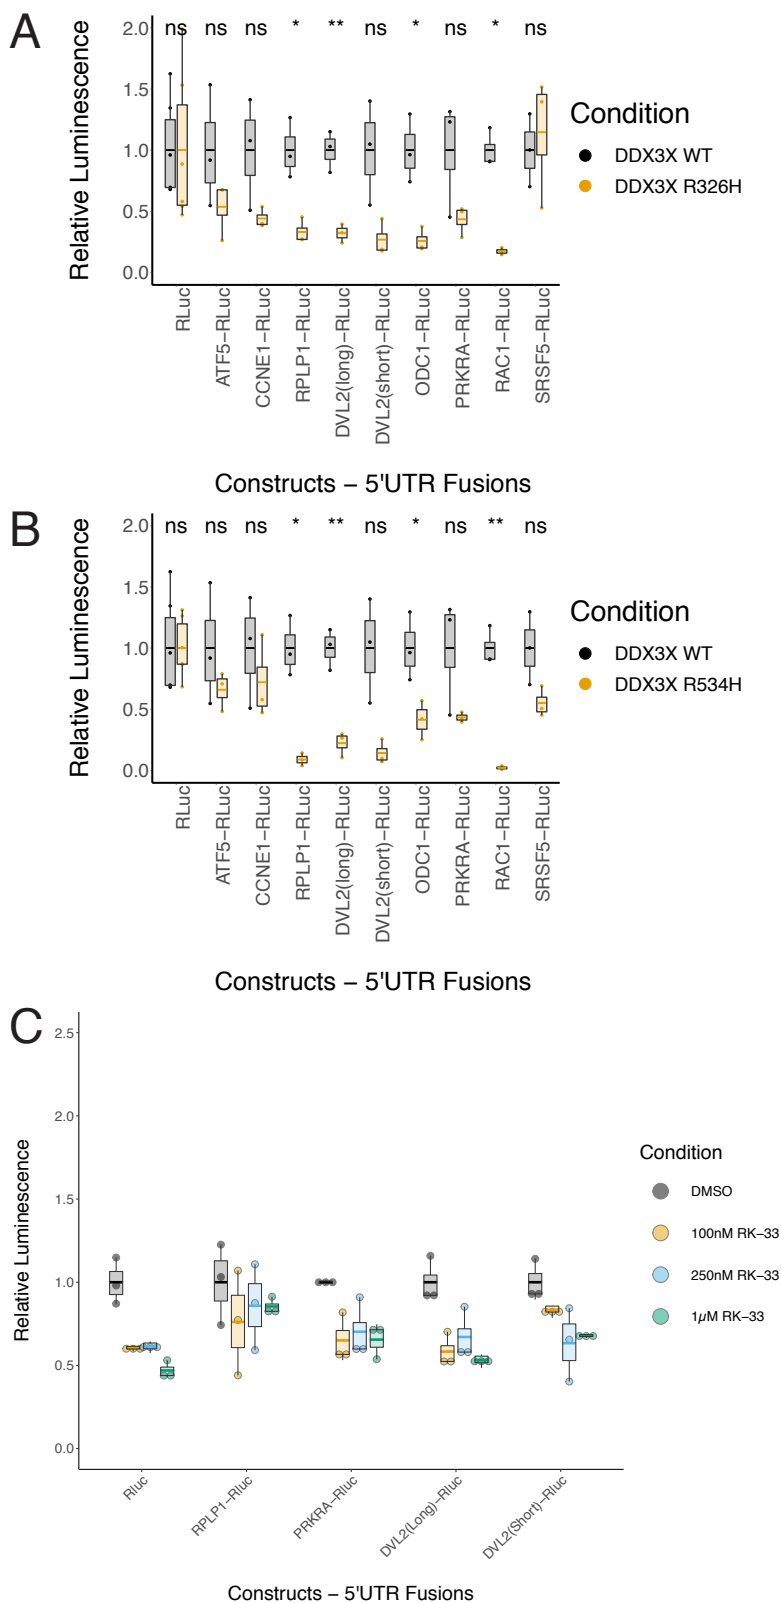 A
Relative Luminescence
2.0
1.5
1.0
0.5
0.0
ns ns ns * ** ns * ns * ns
RLuc
ATF5−RLuc
CCNE1−RLuc
RPLP1−RLuc
DVL2(long)−RLuc
DVL2(short)−RLuc
ODC1−RLuc
PRKRA−RLuc
RAC1−RLuc
SRSF5−RLuc
Constructs − 5'UTR Fusions
Condition
DDX3X WT
DDX3X R326H
B
Relative Luminescence
2.0
1.5
1.0
0.5
0.0
ns ns ns * ** ns * ns ** ns
RLuc
ATF5−RLuc
CCNE1−RLuc
RPLP1−RLuc
DVL2(long)−RLuc
DVL2(short)−RLuc
ODC1−RLuc
PRKRA−RLuc
RAC1−RLuc
SRSF5−RLuc
Constructs − 5'UTR Fusions
Condition
DDX3X WT
DDX3X R534H
C
Relative Luminescence
2.5
2.0
1.5
1.0
0.5
0.0
Rluc
RPLP1−Rluc
PRKRA−Rluc
DVL2(Long)−Rluc
DVL2(Short)−Rluc
Constructs − 5'UTR Fusions
Condition
DMSO
100nM RK−33
250nM RK−33
1µM RK−33